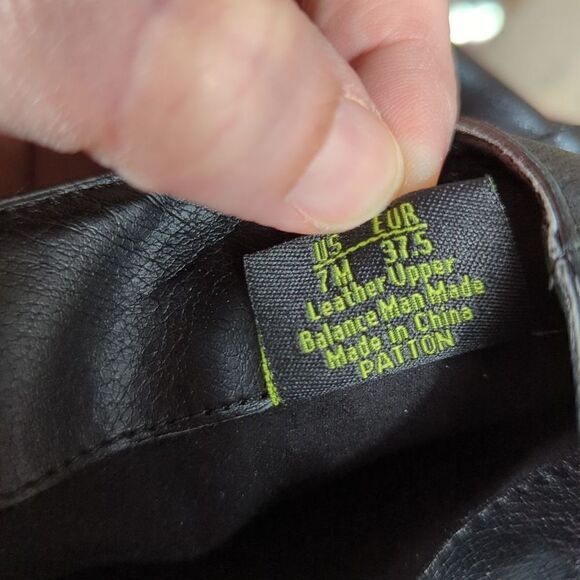 US EUR
7M 37.5
Leather Upper
Balance Man Made
Made in China
PATTON